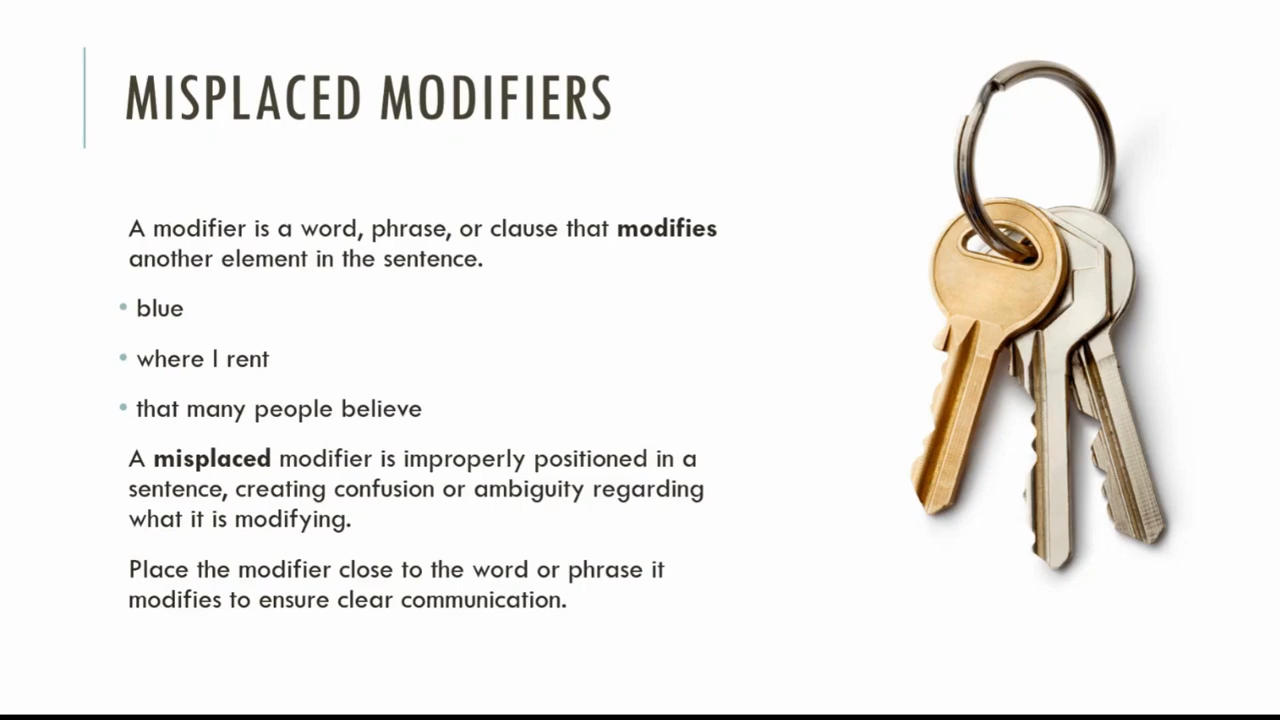 MISPLACED MODIFIERS
A modifier is a word, phrase, or clause that modifies
another element in the sentence.
• blue
• where I rent
• that many people believe
A misplaced modifier is improperly positioned in a
sentence, creating confusion or ambiguity regarding
what it is modifying.
Place the modifier close to the word or phrase it
modifies to ensure clear communication.